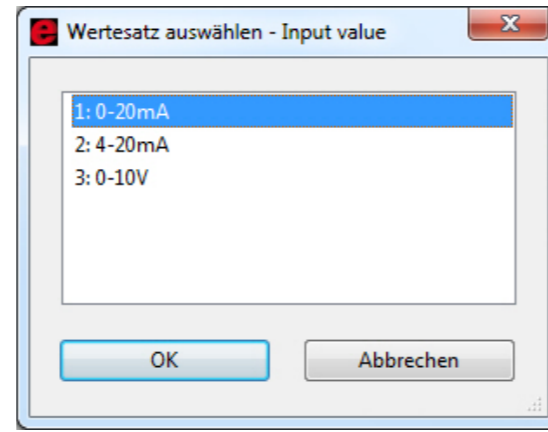 Wertesatz auswählen - Input value
1: 0-20mA
2: 4-20mA
3: 0-10V
OK
Abbrechen